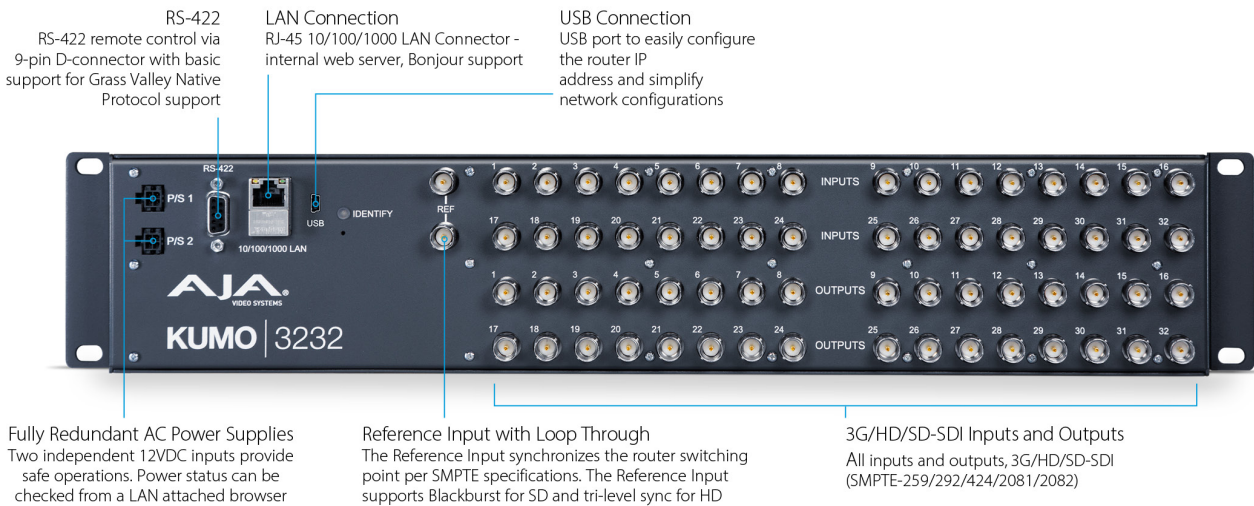 RS-422
RS-422 remote control via
9-pin D-connector with basic
support for Grass Valley Native
Protocol support
LAN Connection
RJ-45 10/100/1000 LAN Connector -
internal web server, Bonjour support
USB Connection
USB port to easily configure
the router IP
address and simplify
network configurations
RS-422
P/S 1
P/S 2
10/100/1000 LAN
USB
IDENTIFY
REF
1 2 3 4 5 6 7 8 INPUTS 9 10 11 12 13 14 15 16
17 18 19 20 21 22 23 24 INPUTS 25 26 27 28 29 30 31 32
1 2 3 4 5 6 7 8 OUTPUTS 9 10 11 12 13 14 15 16
17 18 19 20 21 22 23 24 OUTPUTS 25 26 27 28 29 30 31 32
AJA®
VIDEO SYSTEMS
KUMO | 3232
Fully Redundant AC Power Supplies
Two independent 12VDC inputs provide
safe operations. Power status can be
checked from a LAN attached browser
Reference Input with Loop Through
The Reference Input synchronizes the router switching
point per SMPTE specifications. The Reference Input
supports Blackburst for SD and tri-level sync for HD
3G/HD/SD-SDI Inputs and Outputs
All inputs and outputs, 3G/HD/SD-SDI
(SMPTE-259/292/424/2081/2082)